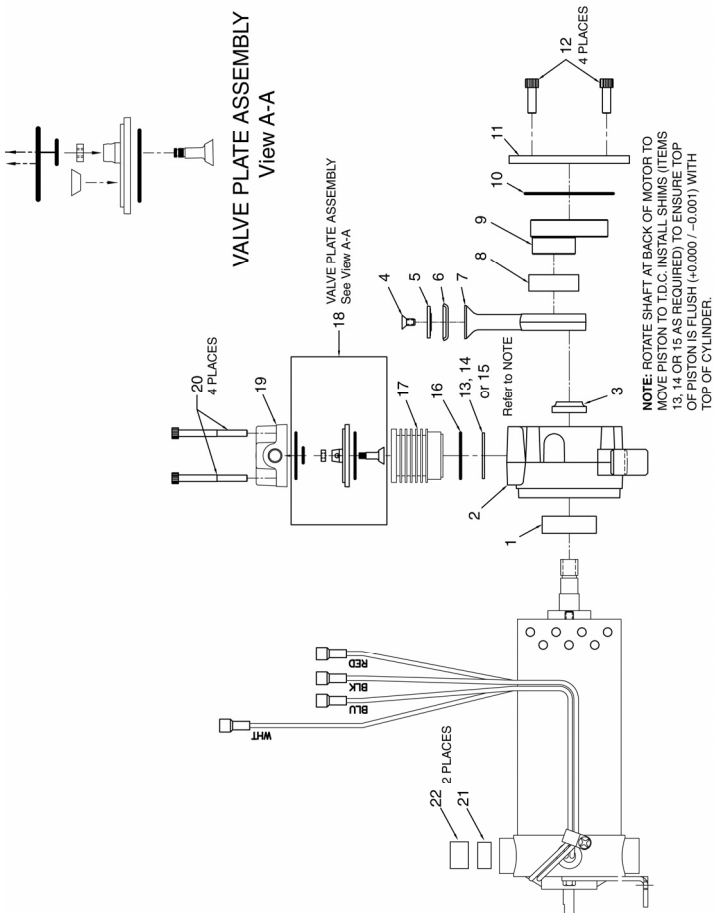 VALVE PLATE ASSEMBLY
View A-A
12
4 PLACES
11
10
9
8
VALVE PLATE ASSEMBLY
See View A-A
18
4
5
6
7
20
4 PLACES
19
17
16
13, 14
or 15
Refer to NOTE
3
2
1
NOTE: ROTATE SHAFT AT BACK OF MOTOR TO
MOVE PISTON TO T.D.C. INSTALL SHIMS (ITEMS
13, 14 OR 15 AS REQUIRED) TO ENSURE TOP
OF PISTON IS FLUSH (+0.000 / –0.001) WITH
TOP OF CYLINDER.
RED
BLK
BLU
WHT
22
2 PLACES
21